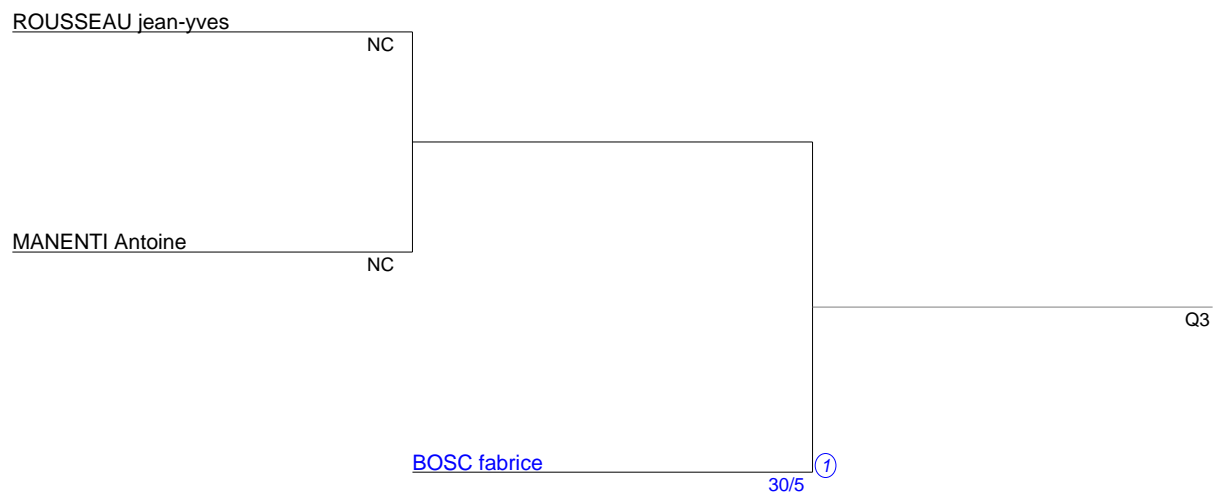 ROUSSEAU jean-yves
NC
MANENTI Antoine
NC
Q3
BOSC fabrice
1
30/5